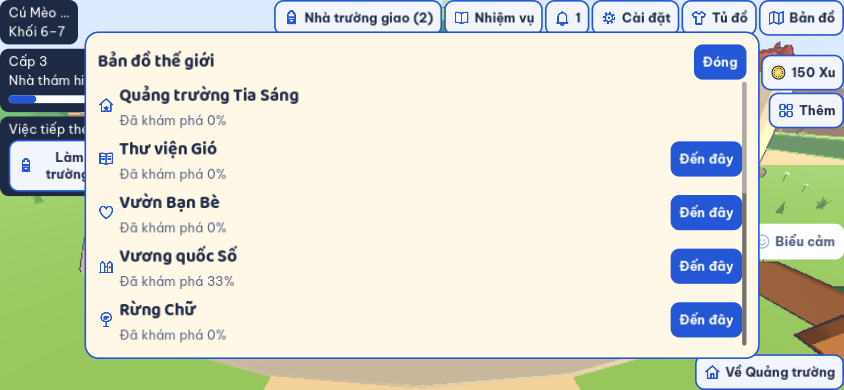 Cú Mèo ...
Khối 6-7
Nhà trường giao (2)
Nhiệm vụ
1
Cài đặt
Tủ đồ
Bản đồ
Cấp 3
Nhà thám hi
150 Xu
Thêm
Việc tiếp the
Làm
trường
Bản đồ thế giới
Đóng
Quảng trường Tia Sáng
Đã khám phá 0%
Thư viện Gió
Đã khám phá 0%
Đến đây
Vườn Bạn Bè
Đã khám phá 0%
Đến đây
Vương quốc Số
Đã khám phá 33%
Đến đây
Rừng Chữ
Đã khám phá 0%
Đến đây
Biểu cảm
Về Quảng trường